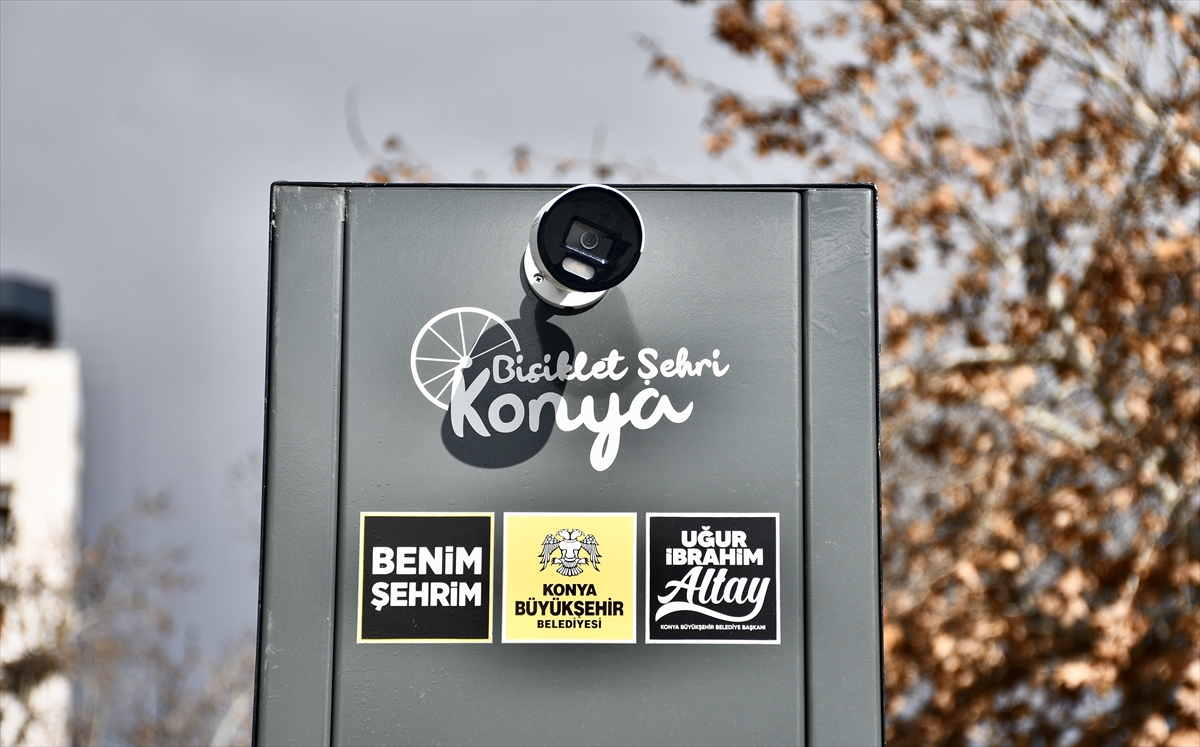 Bisiklet Şehri
Konya
BENİM
ŞEHRİM
KONYA
BÜYÜKŞEHİR
BELEDİYESİ
UĞUR
İBRAHİM
Altay
KONYA BÜYÜKŞEHİR BELEDİYE BAŞKANI